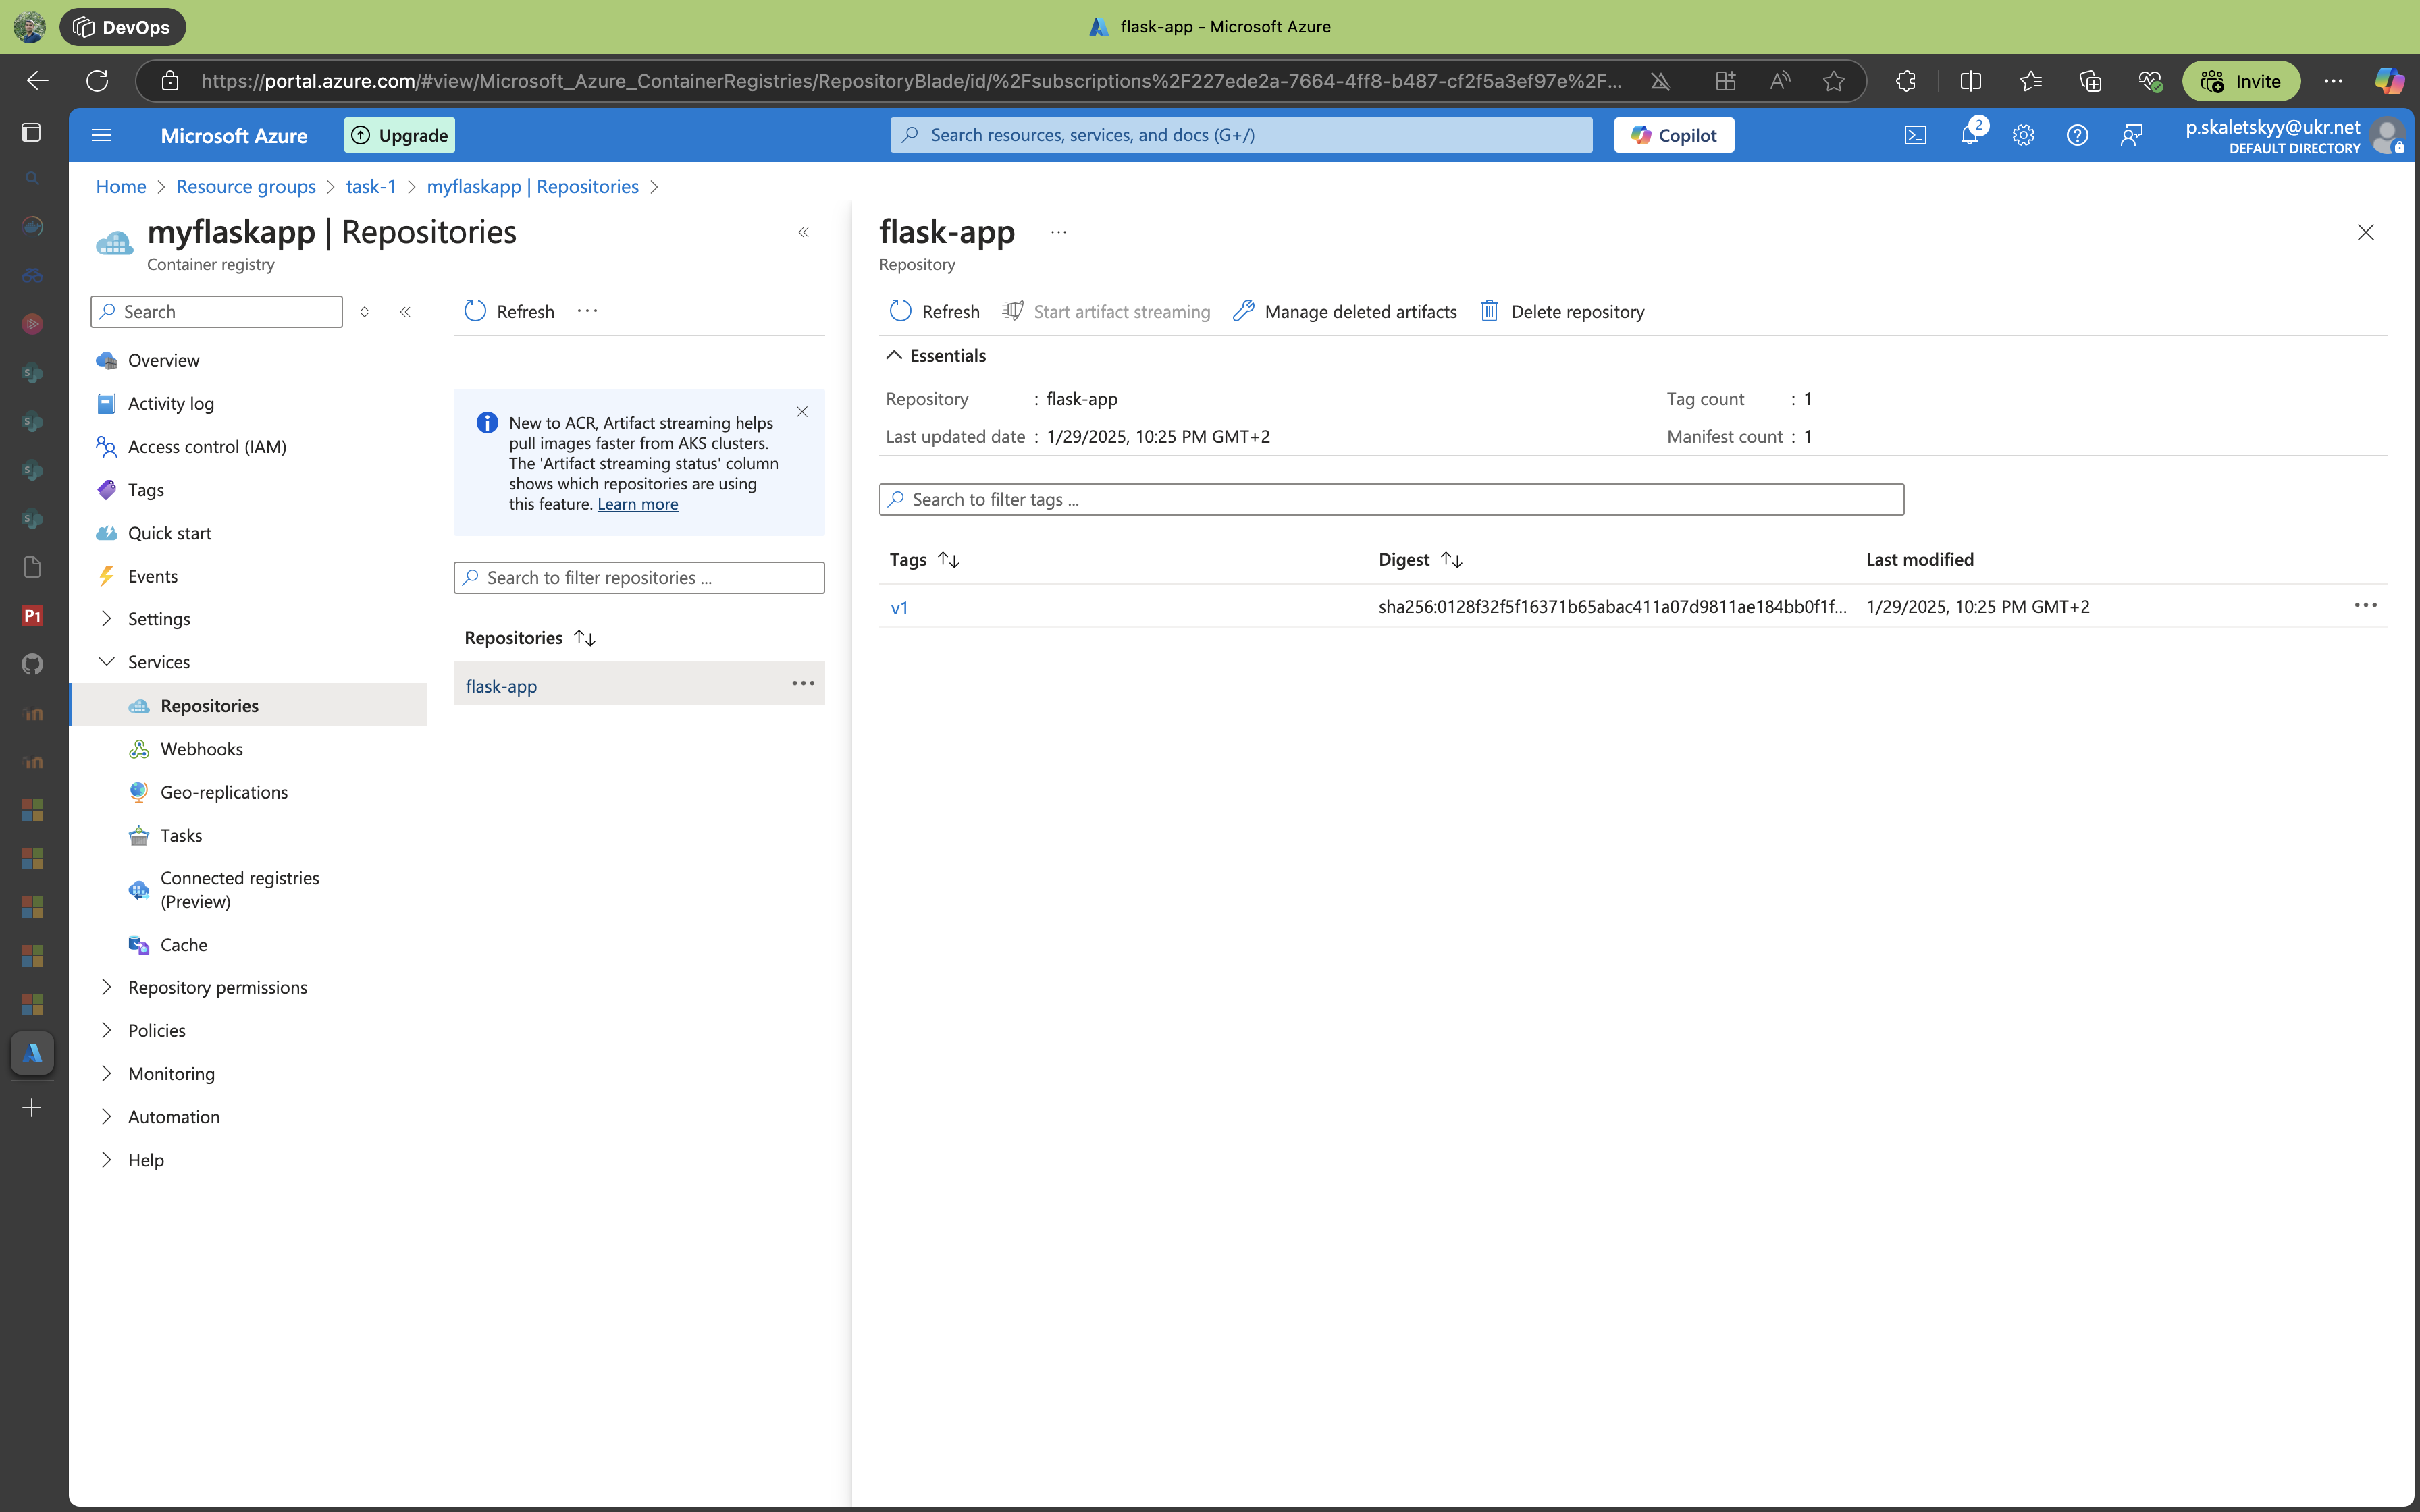 DevOps
flask-app - Microsoft Azure
https://portal.azure.com/#view/Microsoft_Azure_ContainerRegistries/RepositoryBlade/id/%2Fsubscriptions%2F227ede2a-7664-4ff8-b487-cf2f5a3ef97e%2F...
Invite
Microsoft Azure
Upgrade
Search resources, services, and docs (G+/)
Copilot
2
p.skaletskyy@ukr.net
DEFAULT DIRECTORY
Home > Resource groups > task-1 > myflaskapp | Repositories >
myflaskapp | Repositories
Container registry
Search
Overview
Activity log
Access control (IAM)
Tags
Quick start
Events
Settings
Services
Repositories
Webhooks
Geo-replications
Tasks
Connected registries
(Preview)
Cache
Repository permissions
Policies
Monitoring
Automation
Help
Refresh
New to ACR, Artifact streaming helps
pull images faster from AKS clusters.
The 'Artifact streaming status' column
shows which repositories are using
this feature. Learn more
Search to filter repositories ...
Repositories
flask-app
flask-app
Repository
Refresh
Start artifact streaming
Manage deleted artifacts
Delete repository
Essentials
Repository : flask-app
Tag count : 1
Last updated date : 1/29/2025, 10:25 PM GMT+2
Manifest count : 1
Search to filter tags ...
Tags Digest Last modified
v1 sha256:0128f32f5f16371b65abac411a07d9811ae184bb0f1f... 1/29/2025, 10:25 PM GMT+2
P1